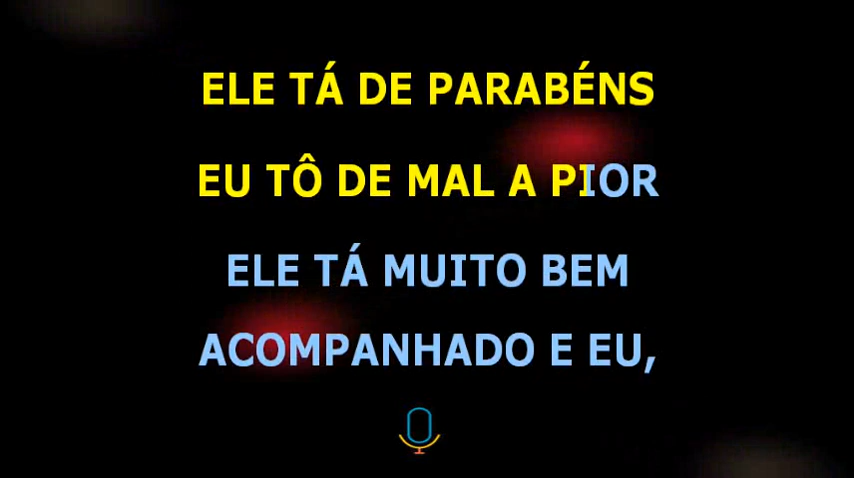 ELE TÁ DE PARABÉNS
EU TÔ DE MAL A PIOR
ELE TÁ MUITO BEM
ACOMPANHADO E EU,